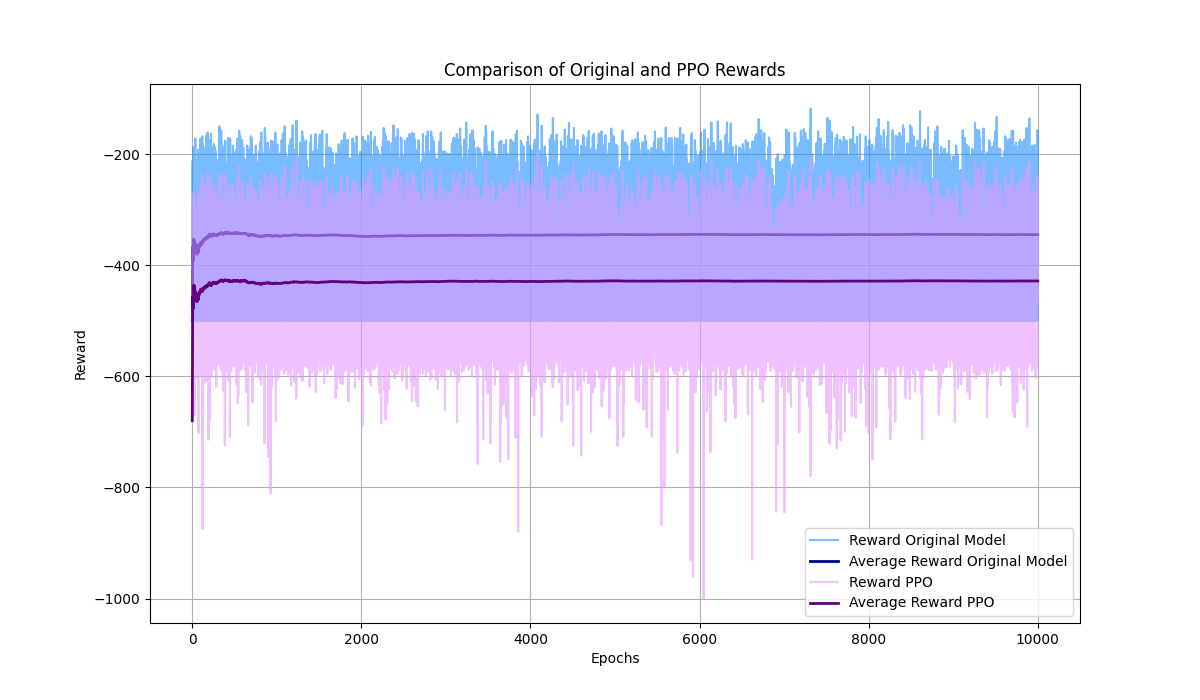 Comparison of Original and PPO Rewards
−200
−400
−600
−800
−1000
Reward
0
2000
4000
6000
8000
10000
Epochs
Reward Original Model
Average Reward Original Model
Reward PPO
Average Reward PPO